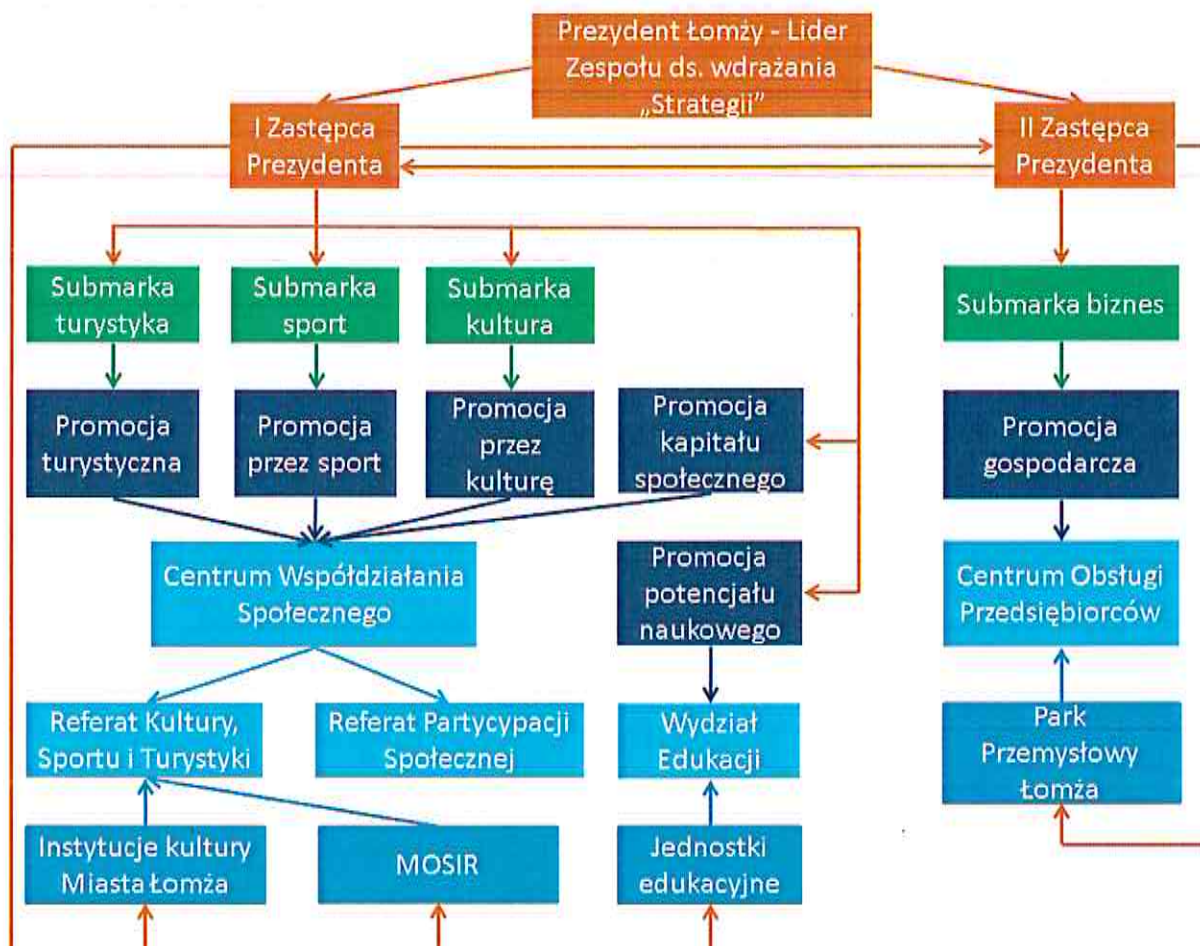 Prezydent Łomży - Lider
Zespołu ds. wdrażania
„Strategii”
I Zastępca
Prezydenta
II Zastępca
Prezydenta
Submarka
turystyka
Submarka
sport
Submarka
kultura
Submarka biznes
Promocja
turystyczna
Promocja
przez sport
Promocja
przez
kulturę
Promocja
kapitału
społecznego
Promocja
gospodarcza
Centrum Współdziałania
Społecznego
Promocja
potencjału
naukowego
Centrum Obsługi
Przedsiębiorców
Referat Kultury,
Sportu i Turystyki
Referat Partycypacji
Społecznej
Wydział
Edukacji
Park
Przemysłowy
Łomża
Instytucje kultury
Miasta Łomża
MOSIR
Jednostki
edukacyjne